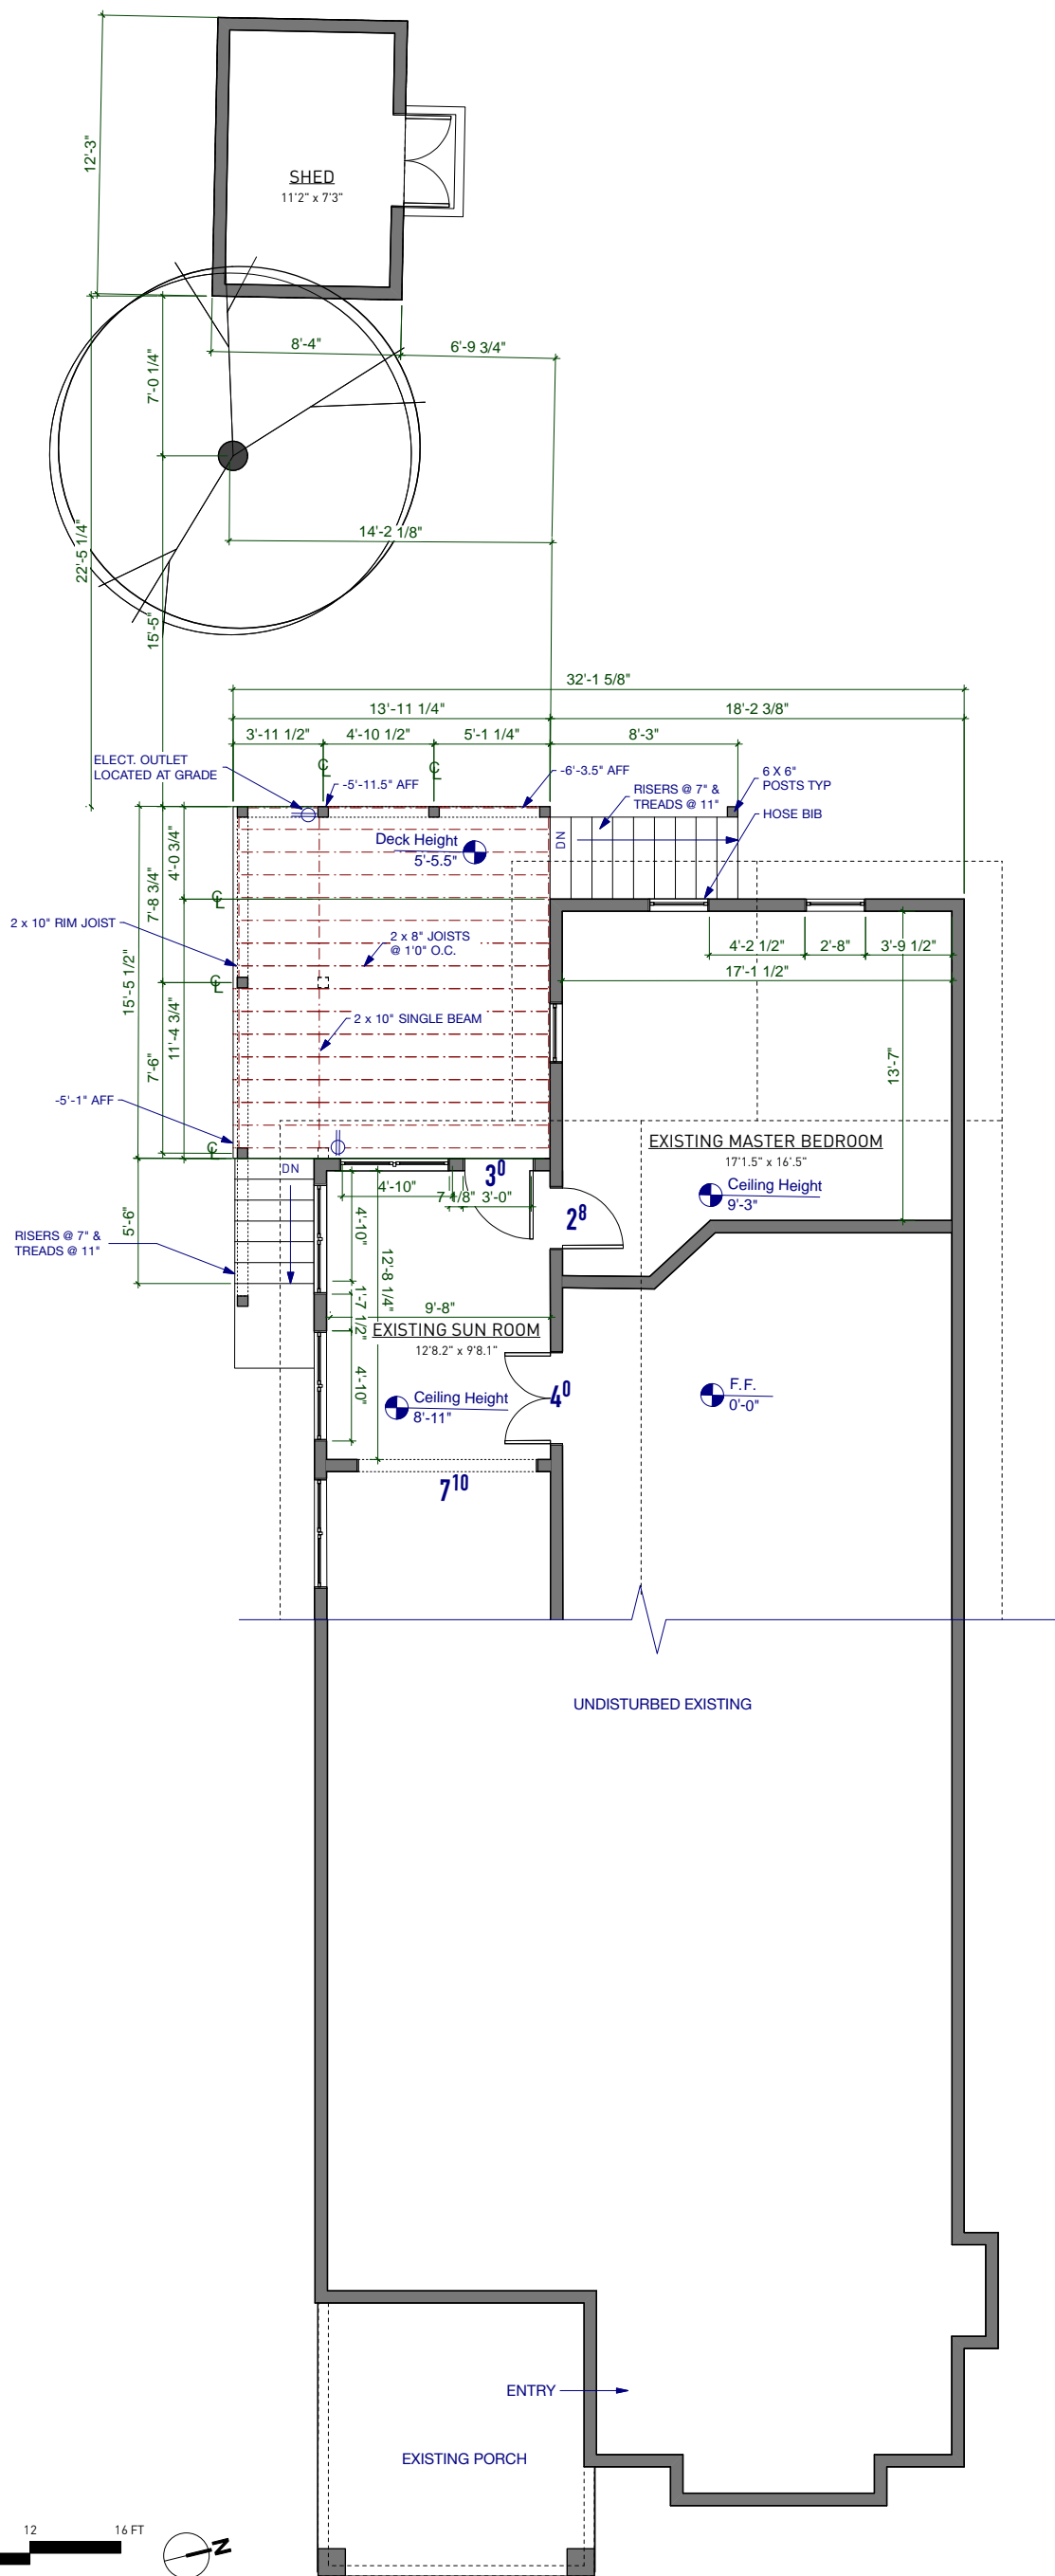 12'-3"
SHED
11'2" x 7'3"
8'-4"
6'-9 3/4"
7'-0 1/4"
14'-2 1/8"
22'-5 1/4"
15'-5"
32'-1 5/8"
13'-11 1/4"
18'-2 3/8"
3'-11 1/2"
4'-10 1/2"
5'-1 1/4"
8'-3"
ELECT. OUTLET
LOCATED AT GRADE
CL
CL
-5'-11.5" AFF
-6'-3.5" AFF
RISERS @ 7" &
TREADS @ 11"
6 X 6"
POSTS TYP
HOSE BIB
DN
Deck Height
5'-5.5"
4'-0 3/4"
7'-8 3/4"
CL
2 x 10" RIM JOIST
2 x 8" JOISTS
@ 1'0" O.C.
4'-2 1/2"
2'-8"
3'-9 1/2"
17'-1 1/2"
CL
15'-5 1/2"
11'-4 3/4"
2 x 10" SINGLE BEAM
7'-6"
13'-7"
-5'-1" AFF
CL
EXISTING MASTER BEDROOM
17'1.5" x 16'.5"
Ceiling Height
9'-3"
DN
3⁰
4'-10"
7 1/8"
3'-0"
2⁸
5'-6"
4'-10"
RISERS @ 7" &
TREADS @ 11"
12'-8 1/4"
1'-7 1/2"
9'-8"
EXISTING SUN ROOM
12'8.2" x 9'8.1"
4'-10"
Ceiling Height
8'-11"
4⁰
F.F.
0'-0"
7¹⁰
UNDISTURBED EXISTING
ENTRY
EXISTING PORCH
12
16 FT
N